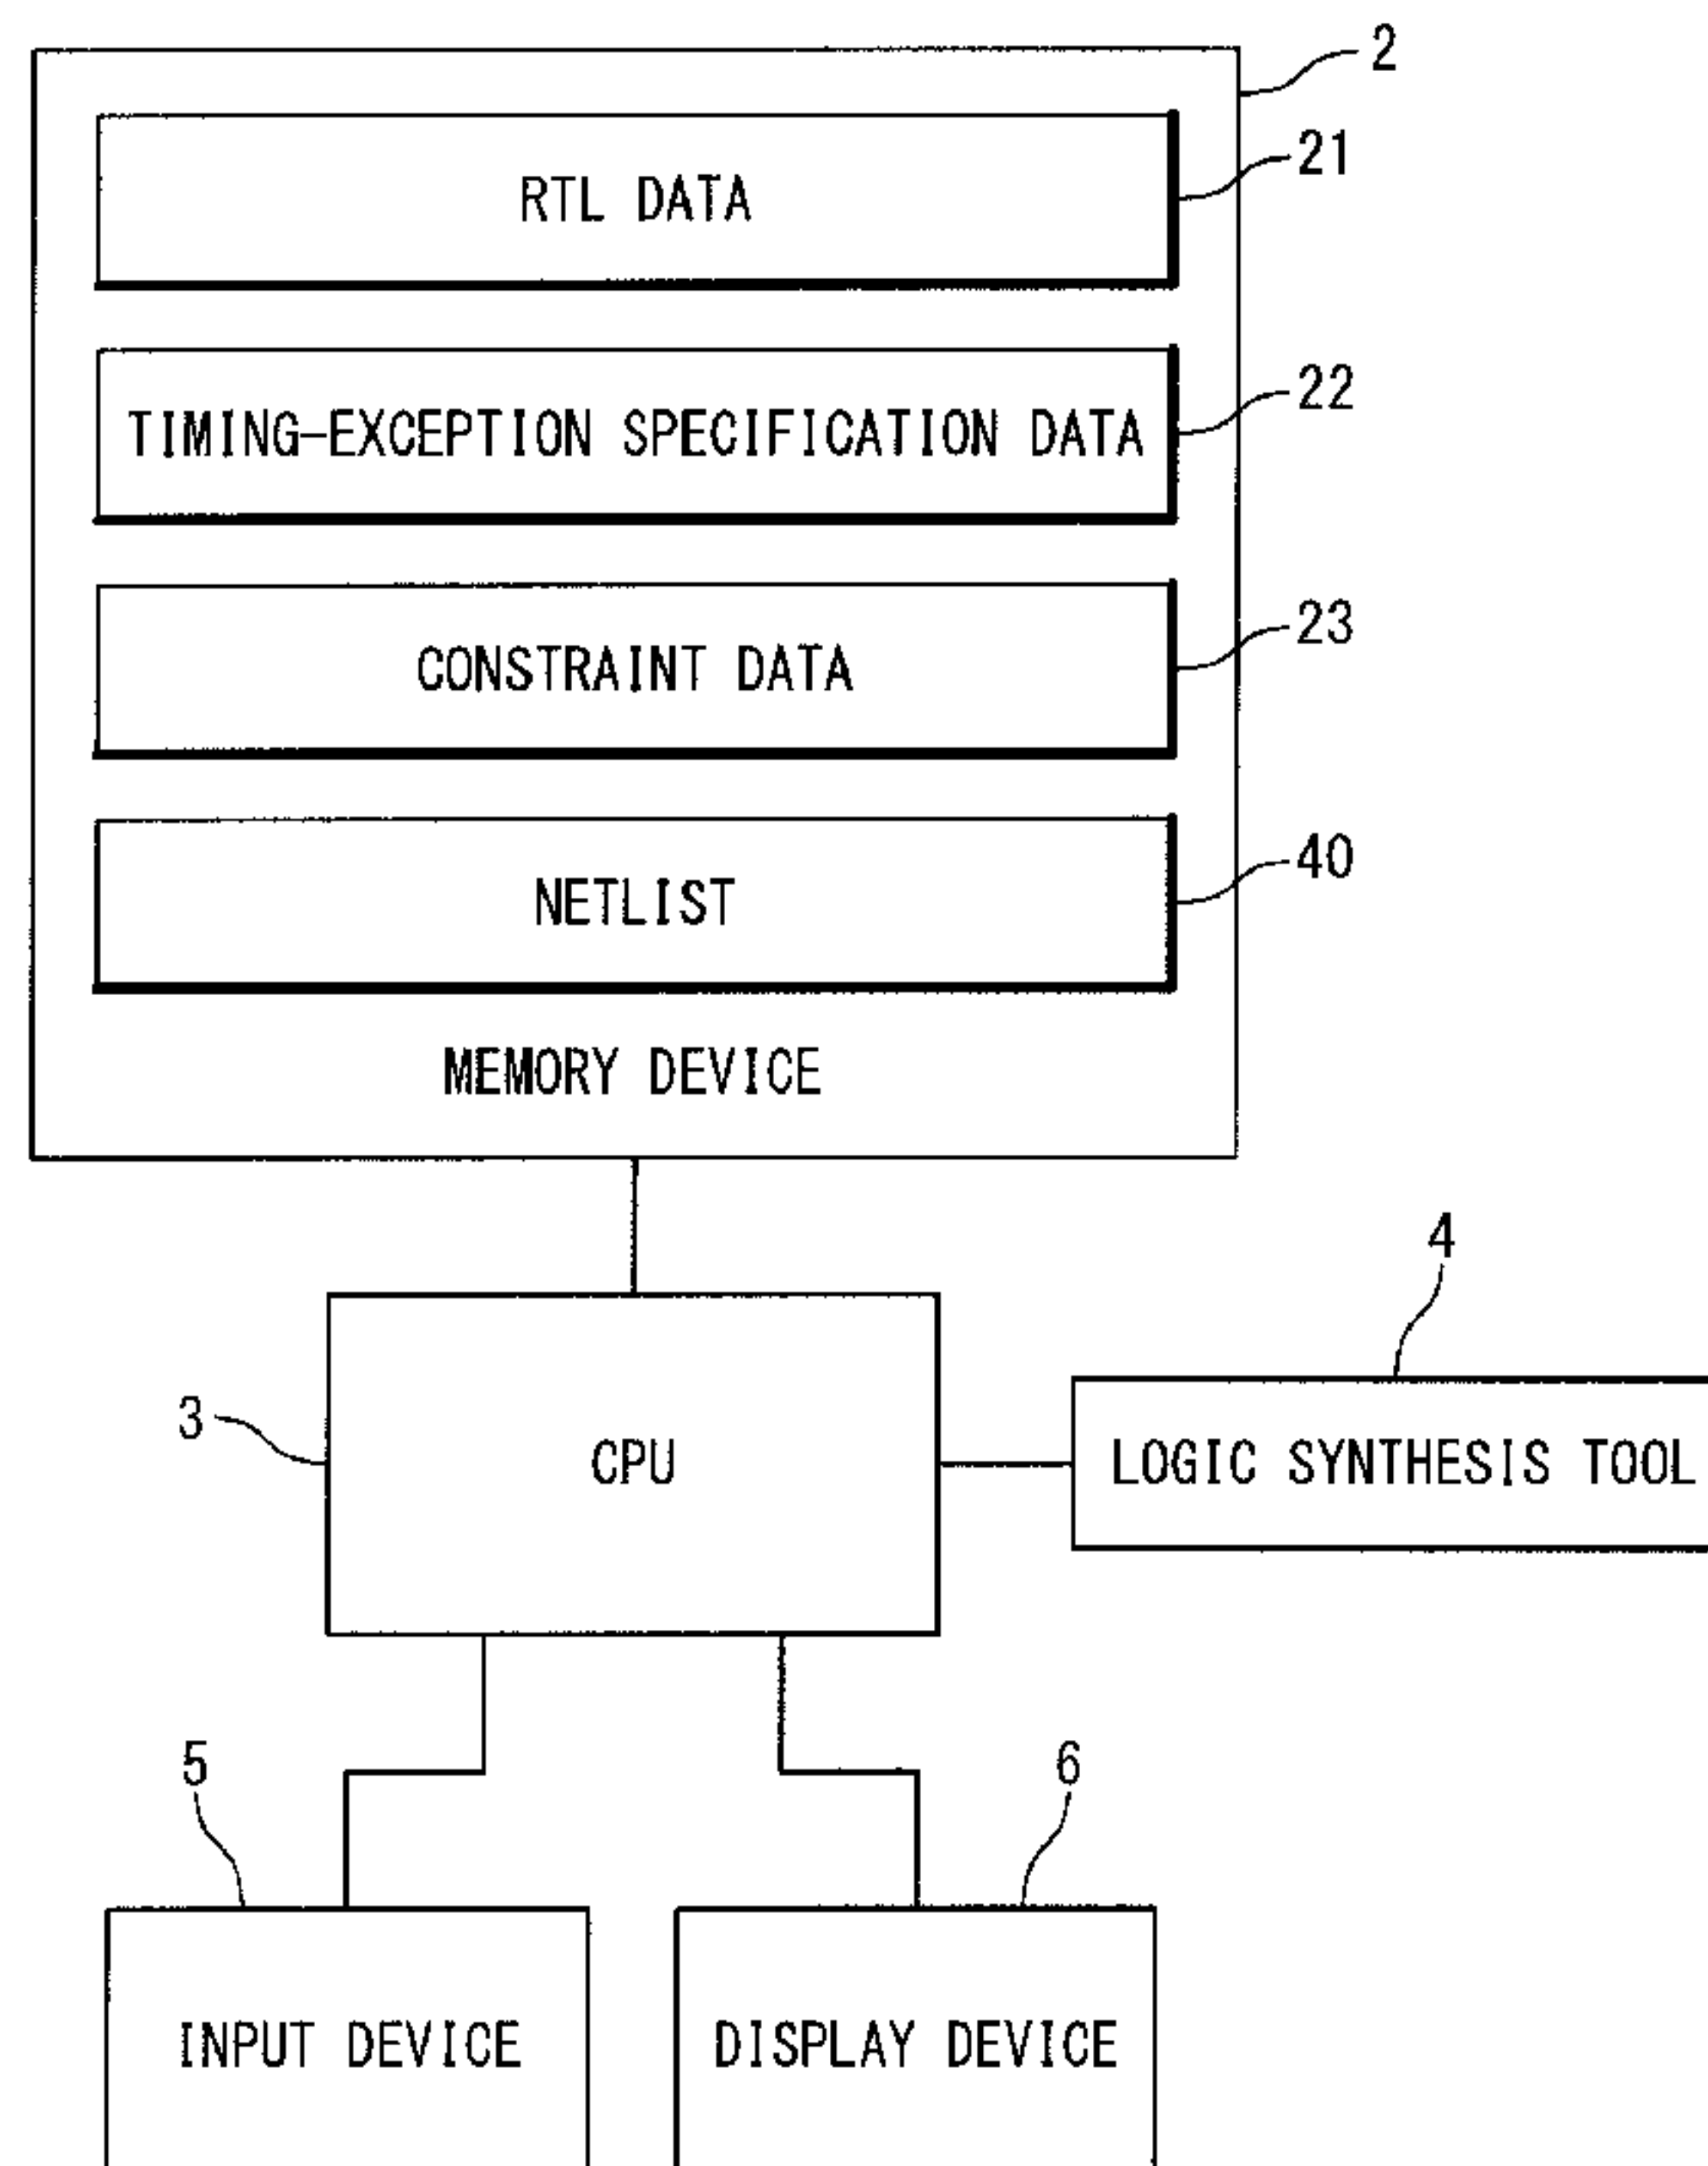 2
RTL DATA
21
TIMING-EXCEPTION SPECIFICATION DATA
22
CONSTRAINT DATA
23
NETLIST
40
MEMORY DEVICE
4
3
CPU
LOGIC SYNTHESIS TOOL
5
6
INPUT DEVICE
DISPLAY DEVICE